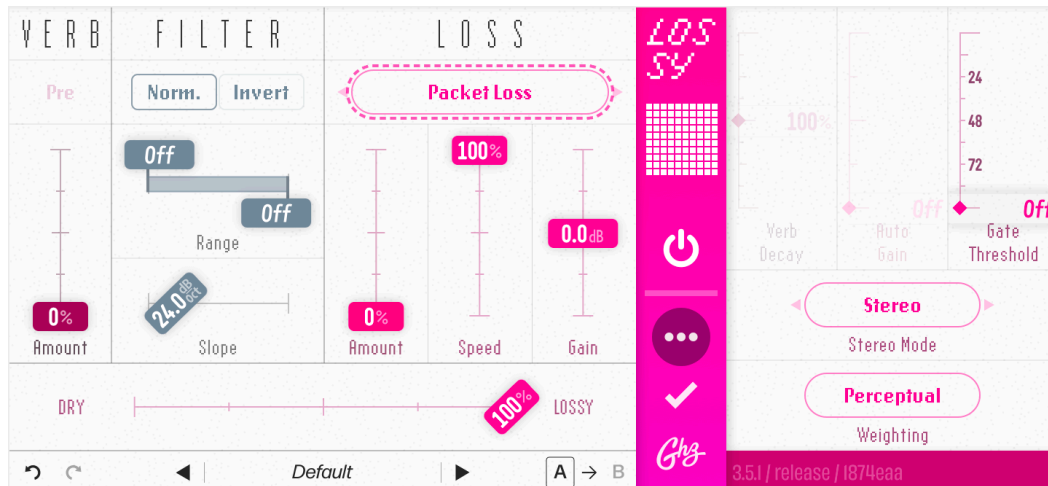 VERB
FILTER
LOSS
LOSSY
Pre
Norm.
Invert
Packet Loss
100%
24
48
72
Off
Off
100%
Off
Off
0.0 dB
Range
Verb Decay
Auto Gain
Gate Threshold
24.0 dB oct
0%
0%
Amount
Slope
Amount
Speed
Gain
Stereo
Stereo Mode
DRY
100%
LOSSY
Perceptual
Weighting
Default
A → B
Ghz
3.5.1 / release / 1874eaa